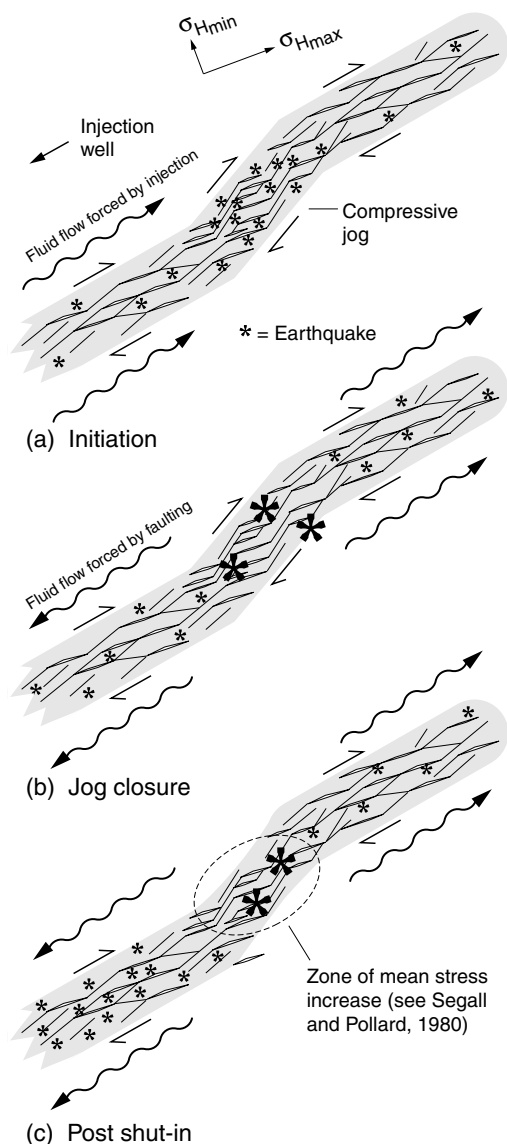 σHmin
σHmax
Injection
well
Fluid flow forced by injection
Compressive
jog
* = Earthquake
(a) Initiation
Fluid flow forced by faulting
(b) Jog closure
Zone of mean stress
increase (see Segall
and Pollard, 1980)
(c) Post shut-in